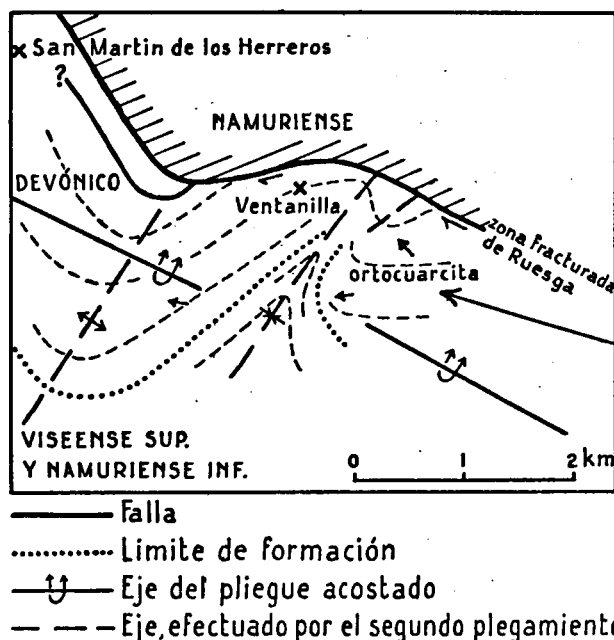 San Martin de los Herreros
?
NAMURIENSE
DEVÓNICO
Ventanilla
zona fracturada
de Ruesga
ortocuarcita
VISEENSE SUP.
Y NAMURIENSE INF.
0 1 2 km
Falla
Limite de formación
Eje del pliegue acostado
Eje, efectuado por el segundo plegamiento